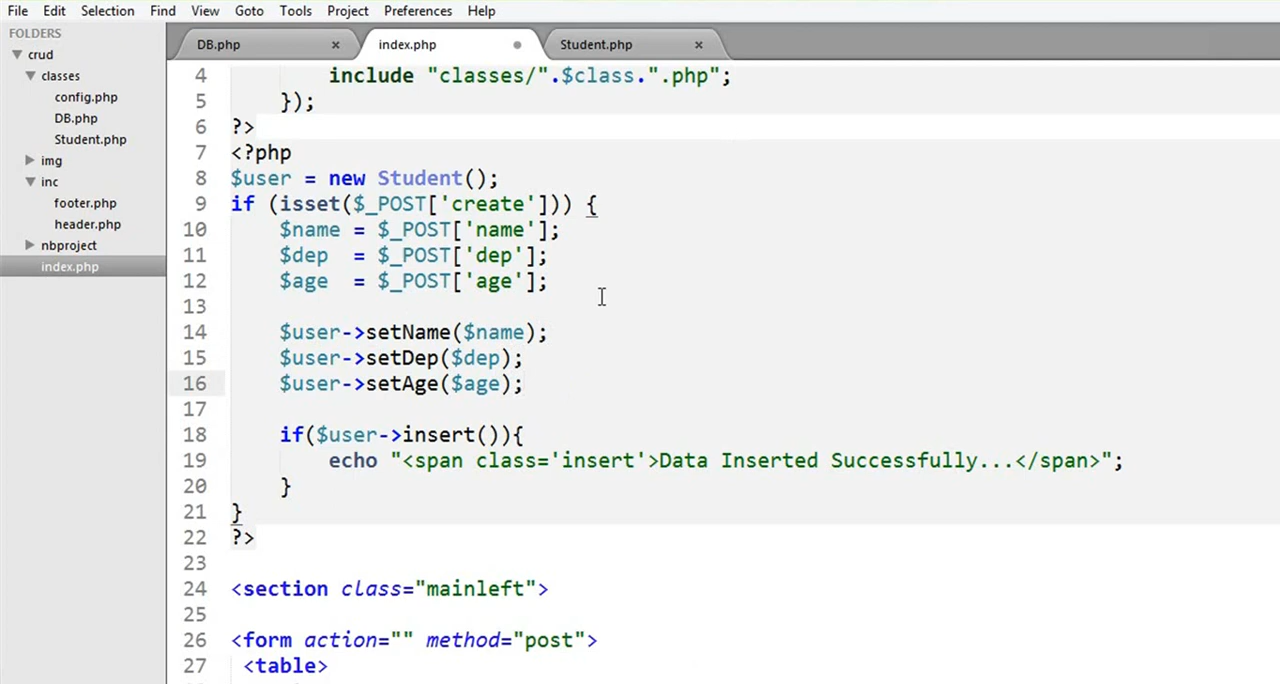 File Edit Selection Find View Goto Tools Project Preferences Help
FOLDERS
crud
classes
config.php
DB.php
Student.php
img
inc
footer.php
header.php
nbproject
index.php
DB.php × index.php Student.php ×
4 include "classes/".$class.".php";
5 });
6 ?>
7 <?php
8 $user = new Student();
9 if (isset($_POST['create'])) {
10 $name = $_POST['name'];
11 $dep  = $_POST['dep'];
12 $age  = $_POST['age'];
13
14 $user->setName($name);
15 $user->setDep($dep);
16 $user->setAge($age);
17
18 if($user->insert()){
19 echo "<span class='insert'>Data Inserted Successfully...</span>";
20 }
21 }
22 ?>
23
24 <section class="mainleft">
25
26 <form action="" method="post">
27 <table>